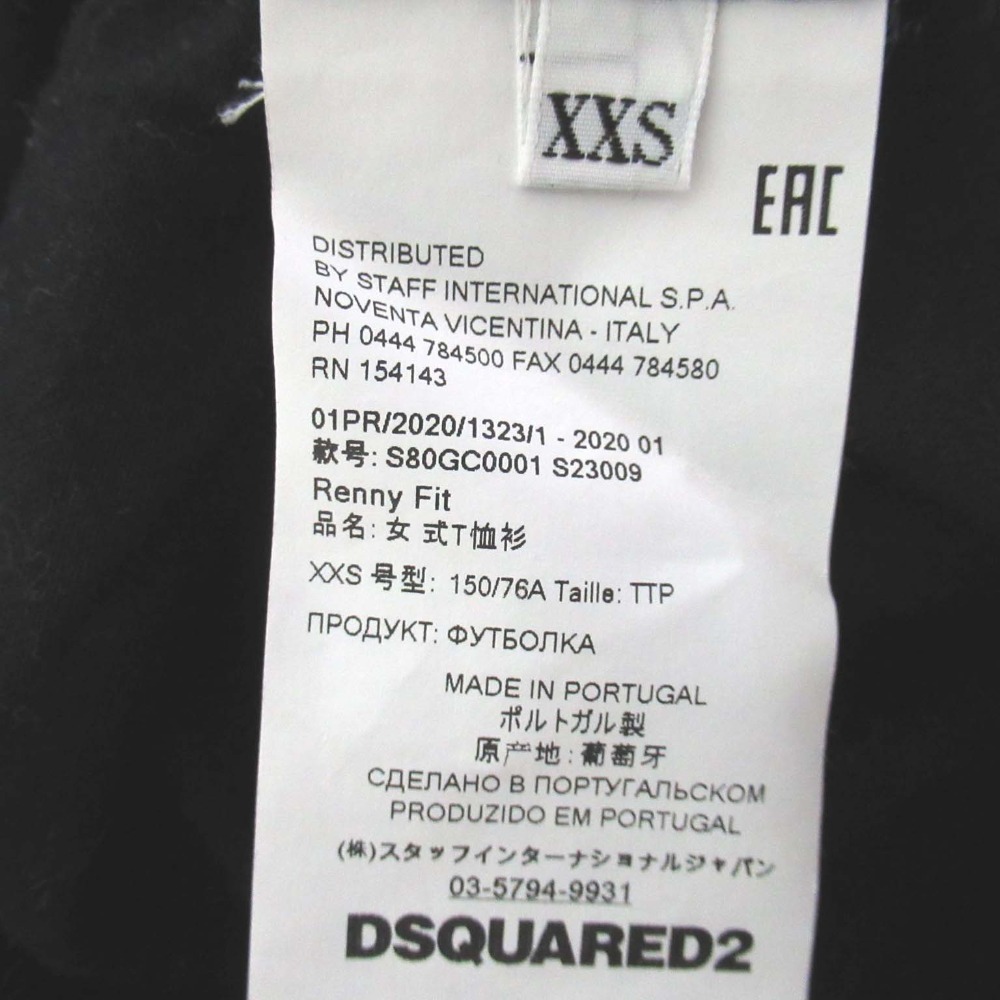 XXS
EAC
DISTRIBUTED
BY STAFF INTERNATIONAL S.P.A.
NOVENTA VICENTINA - ITALY
PH 0444 784500 FAX 0444 784580
RN 154143
01PR/2020/1323/1 - 2020 01
款号: S80GC0001 S23009
Renny Fit
品名: 女 式T恤衫
XXS 号型: 150/76A Taille: TTP
ПРОДУКТ: ФУТБОЛКА
MADE IN PORTUGAL
ポルトガル製
原产地: 葡萄牙
СДЕЛАНО В ПОРТУГАЛЬСКОМ
PRODUZIDO EM PORTUGAL
(株)スタッフインターナショナルジャパン
03-5794-9931
DSQUARED2